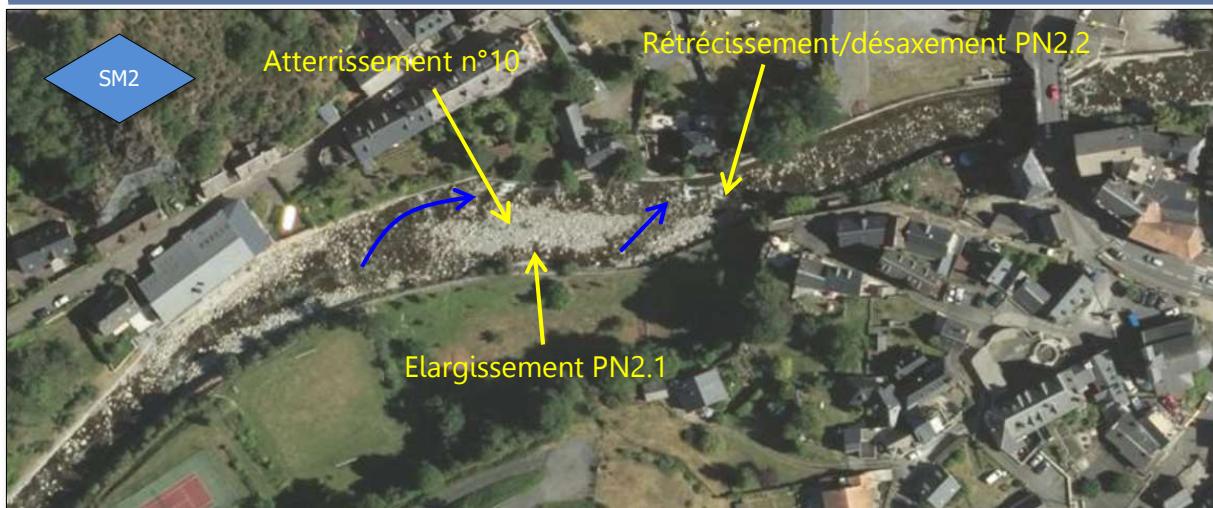 SM2
Atterrissement n°10
Rétrécissement/désaxement PN2.2
Elargissement PN2.1